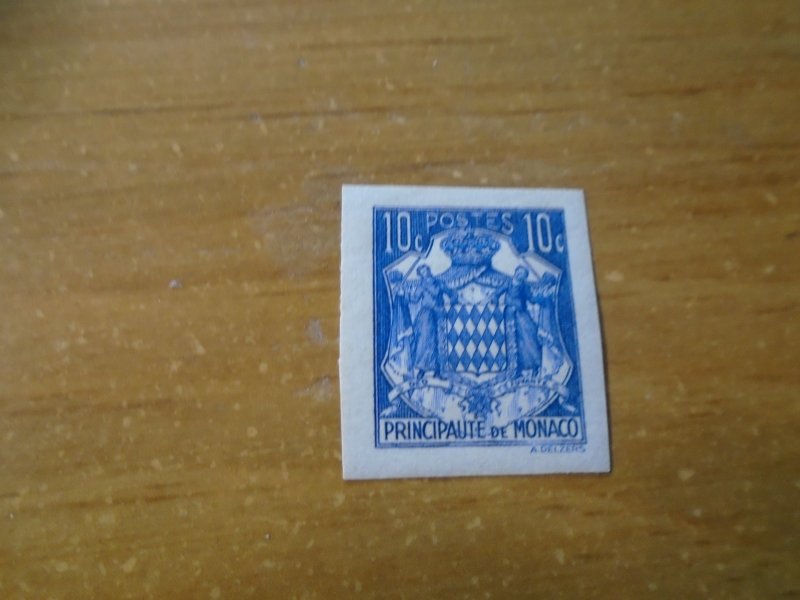 10c POSTES 10c
PRINCIPAUTE DE MONACO
A. DELZERS